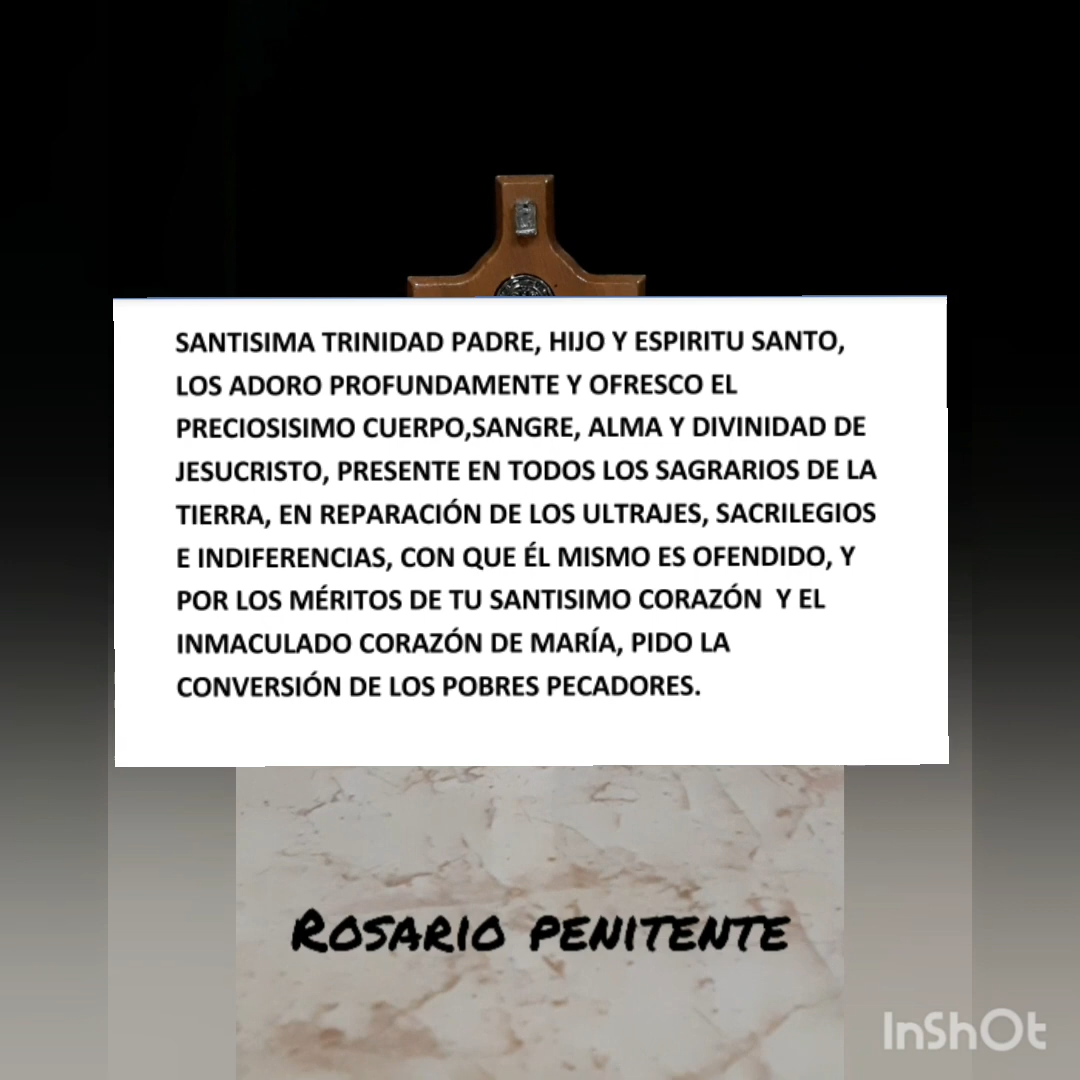 SANTISIMA TRINIDAD PADRE, HIJO Y ESPIRITU SANTO,
LOS ADORO PROFUNDAMENTE Y OFRESCO EL
PRECIOSISIMO CUERPO,SANGRE, ALMA Y DIVINIDAD DE
JESUCRISTO, PRESENTE EN TODOS LOS SAGRARIOS DE LA
TIERRA, EN REPARACIÓN DE LOS ULTRAJES, SACRILEGIOS
E INDIFERENCIAS, CON QUE ÉL MISMO ES OFENDIDO, Y
POR LOS MÉRITOS DE TU SANTISIMO CORAZÓN Y EL
INMACULADO CORAZÓN DE MARÍA, PIDO LA
CONVERSIÓN DE LOS POBRES PECADORES.
ROSARIO PENITENTE
InShOt